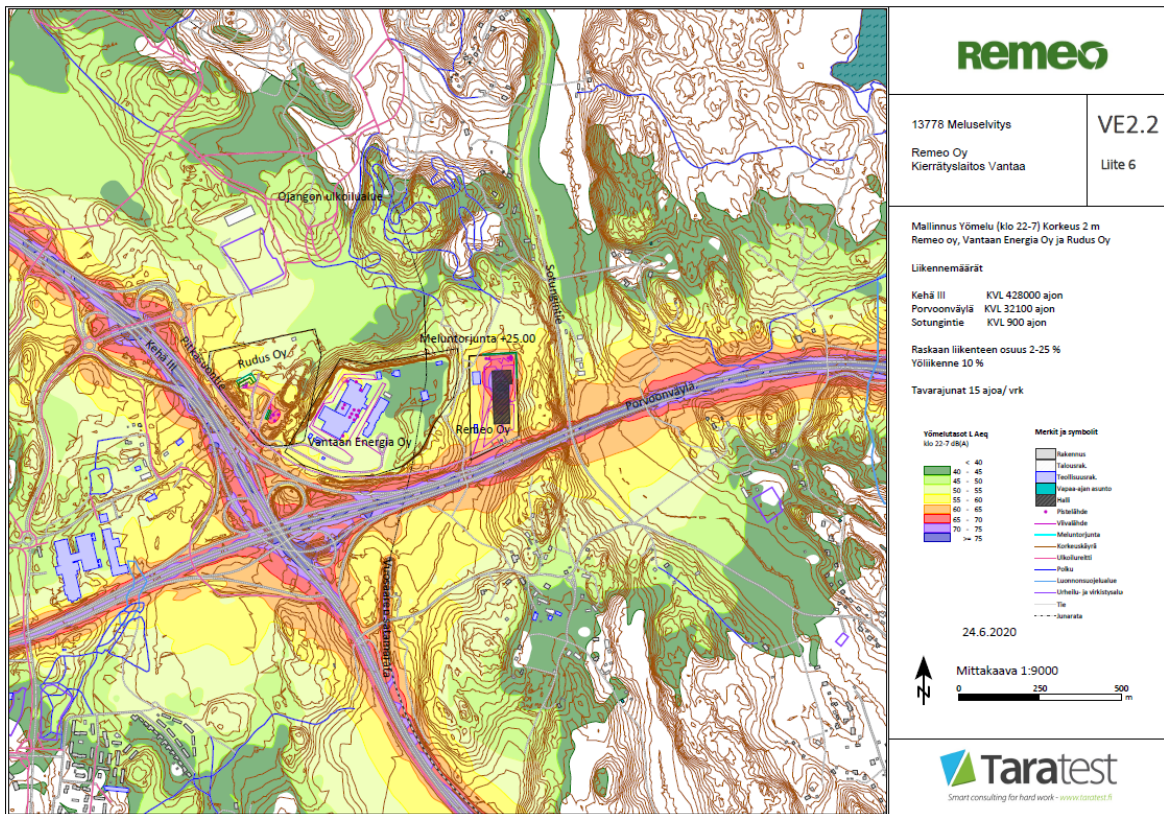 Ojangon ulkoilualue
Sotungintie
Kehä III
Pitkäsuontie
Rudus Oy
Meluntorjunta +25.00
Vantaan Energia Oy
Remeo Oy
Porvoonväylä
Vuosaaren satamarata
Remeo
13778 Meluselvitys
Remeo Oy
Kierrätyslaitos Vantaa
VE2.2
Liite 6
Mallinnus Yömelu (klo 22-7) Korkeus 2 m
Remeo oy, Vantaan Energia Oy ja Rudus Oy
Liikennemäärät
Kehä III KVL 428000 ajon
Porvoonväylä KVL 32100 ajon
Sotungintie KVL 900 ajon
Raskaan liikenteen osuus 2-25 %
Yöliikenne 10 %
Tavarajunat 15 ajoa/ vrk
Yömelutasot L Aeq
klo 22-7 dB(A)
< 40
40 - 45
45 - 50
50 - 55
55 - 60
60 - 65
65 - 70
70 - 75
>= 75
Merkit ja symbolit
Rakennus
Talousrak.
Teollisuusrak.
Vapaa-ajan asunto
Halli
Pistelähde
Viivalähde
Meluntorjunta
Korkeuskäyrä
Ulkoilureitti
Polku
Luonnonsuojelualue
Urheilu- ja virkistysalu
Tie
Junarata
24.6.2020
N
Mittakaava 1:9000
0 250 500
m
Taratest
Smart consulting for hard work - www.taratest.fi